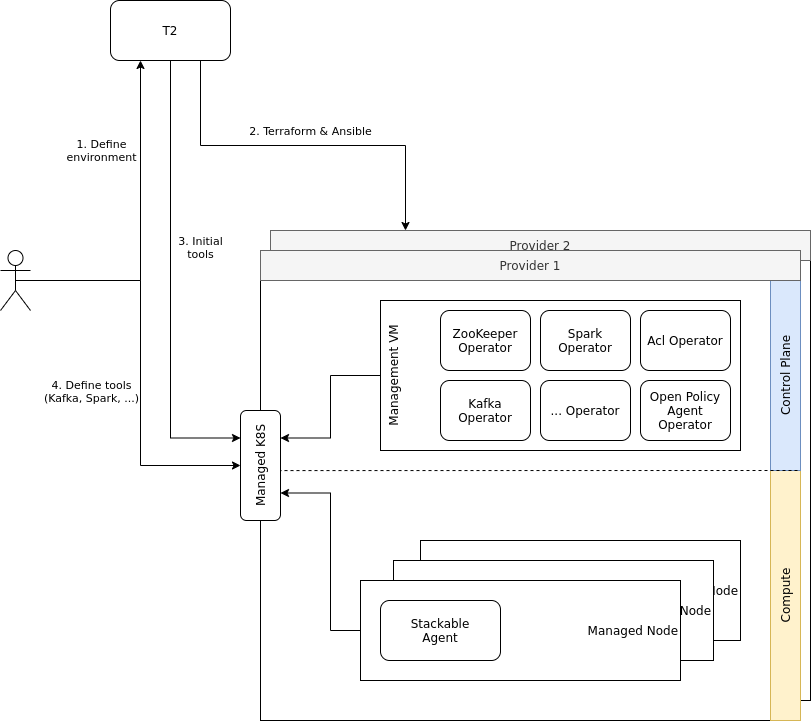 T2
2. Terraform & Ansible
1. Define
environment
3. Initial
tools
Provider 2
Provider 1
4. Define tools
(Kafka, Spark, ...)
Managed K8S
Management VM
ZooKeeper
Operator
Spark
Operator
Acl Operator
Kafka
Operator
... Operator
Open Policy
Agent
Operator
Control Plane
Compute
Node
Stackable
Agent
Managed Node